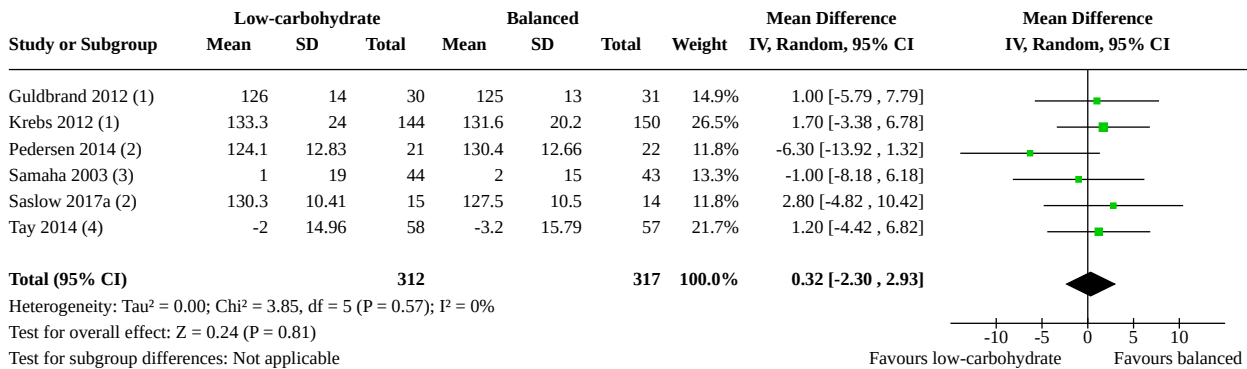 Low-carbohydrate Balanced Mean Difference Mean Difference
Study or Subgroup Mean SD Total Mean SD Total Weight IV, Random, 95% CI IV, Random, 95% CI
Guldbrand 2012 (1) 126 14 30 125 13 31 14.9% 1.00 [-5.79 , 7.79]
Krebs 2012 (1) 133.3 24 144 131.6 20.2 150 26.5% 1.70 [-3.38 , 6.78]
Pedersen 2014 (2) 124.1 12.83 21 130.4 12.66 22 11.8% -6.30 [-13.92 , 1.32]
Samaha 2003 (3) 1 19 44 2 15 43 13.3% -1.00 [-8.18 , 6.18]
Saslow 2017a (2) 130.3 10.41 15 127.5 10.5 14 11.8% 2.80 [-4.82 , 10.42]
Tay 2014 (4) -2 14.96 58 -3.2 15.79 57 21.7% 1.20 [-4.42 , 6.82]
Total (95% CI) 312 317 100.0% 0.32 [-2.30 , 2.93]
Heterogeneity: Tau² = 0.00; Chi² = 3.85, df = 5 (P = 0.57); I² = 0%
Test for overall effect: Z = 0.24 (P = 0.81)
Test for subgroup differences: Not applicable
-10 -5 0 5 10
Favours low-carbohydrate Favours balanced